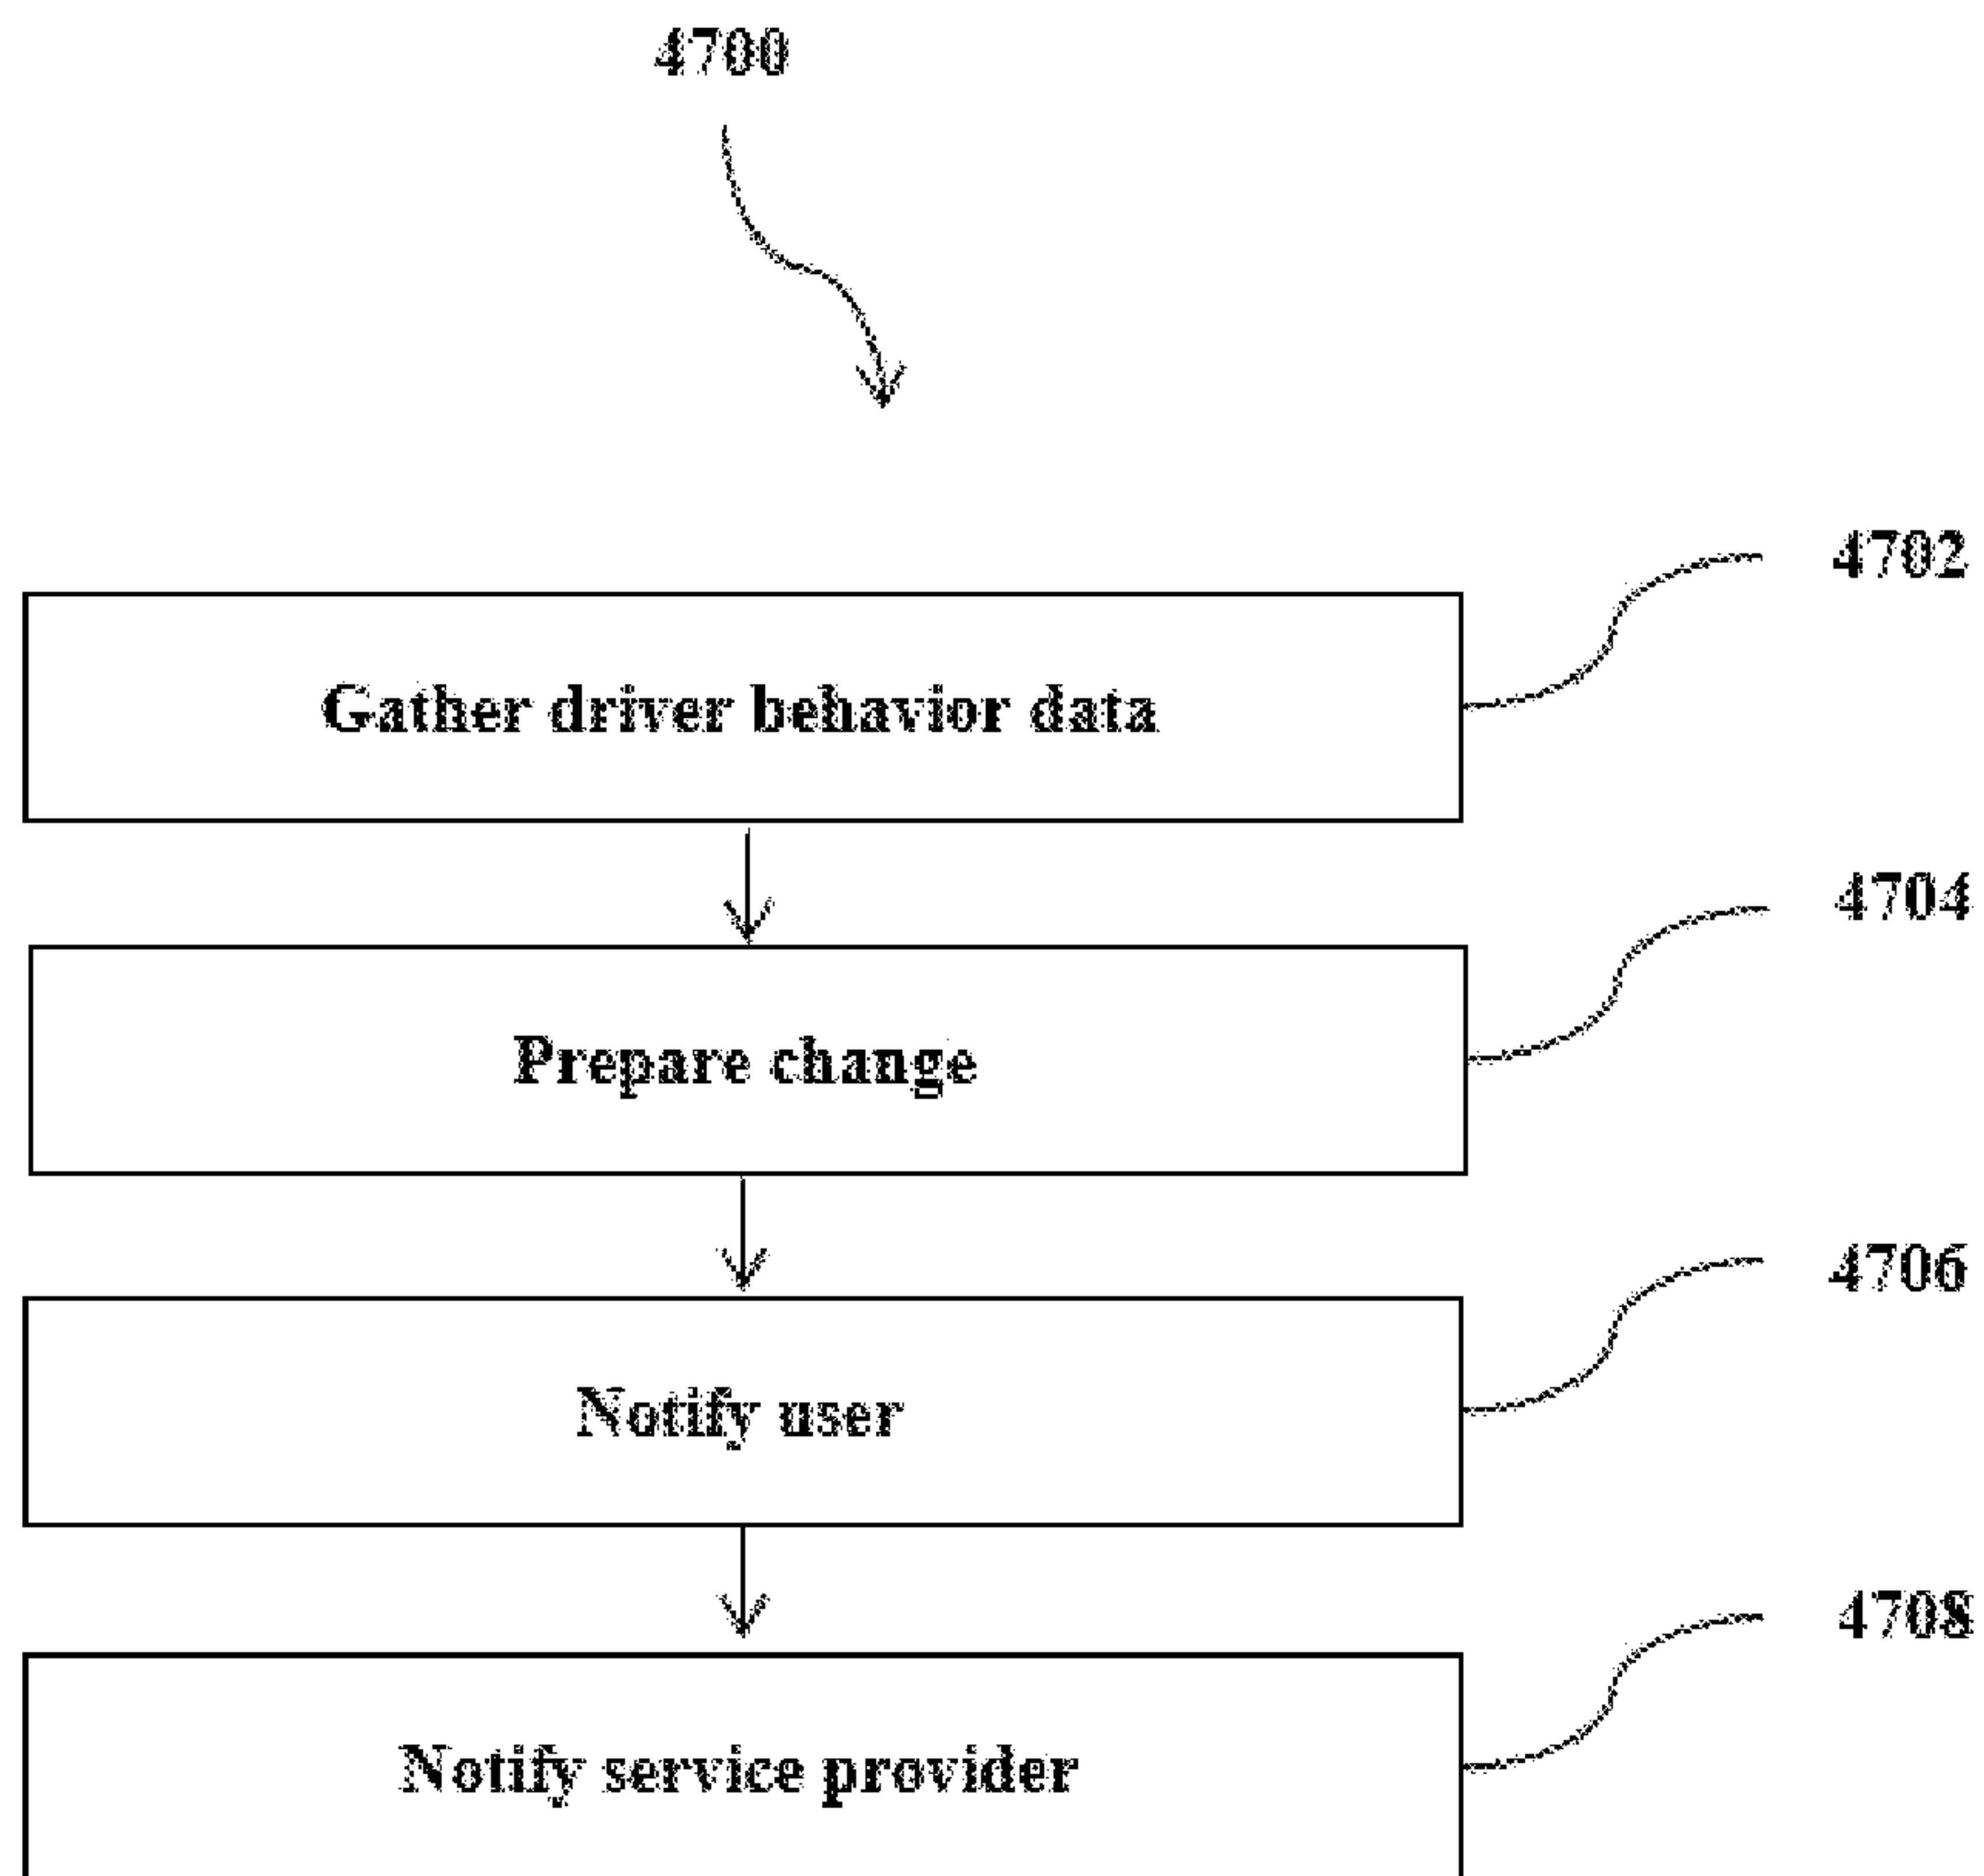 4700
4702
Gather driver behavior data
4704
Prepare change
4706
Notify user
4708
Notify service provider